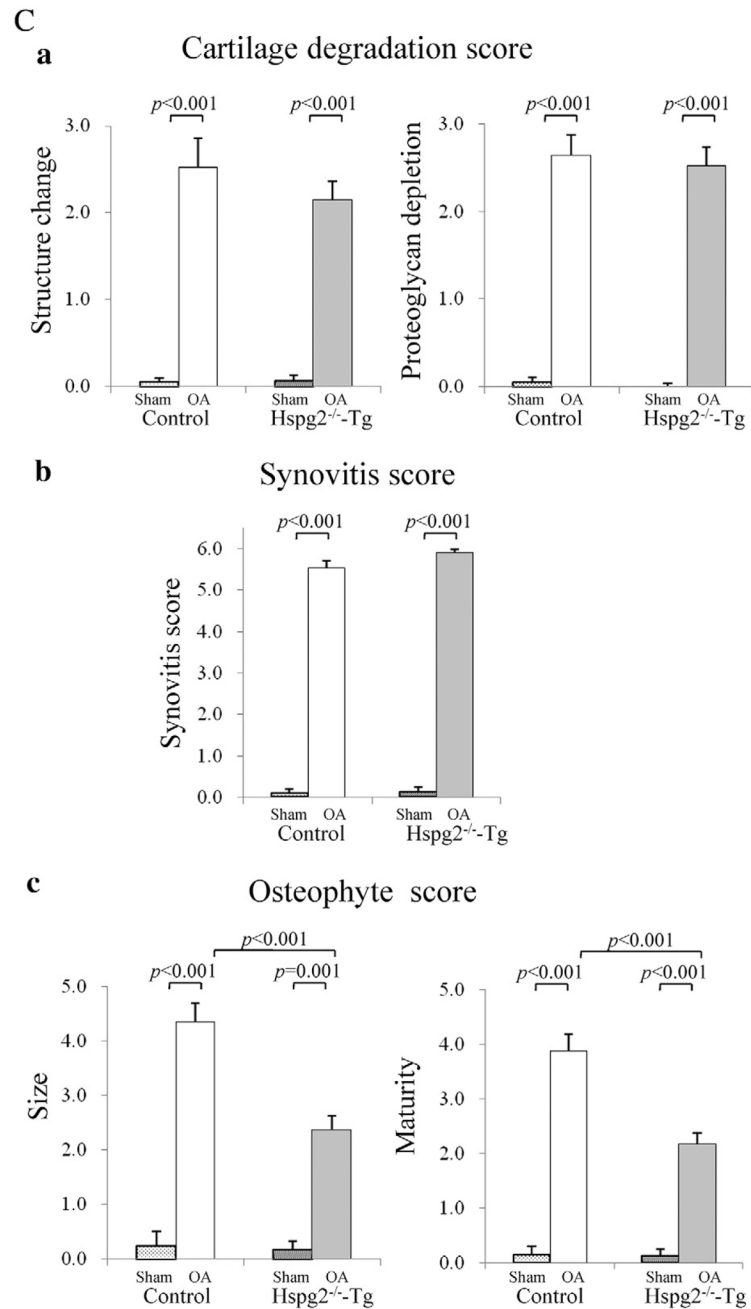 C
a Cartilage degradation score
p<0.001 p<0.001 p<0.001 p<0.001
3.0
2.0
1.0
0.0
Structure change
Sham OA Sham OA
Control Hspg2-/--Tg
3.0
2.0
1.0
0.0
Proteoglycan depletion
Sham OA Sham OA
Control Hspg2-/--Tg
b Synovitis score
p<0.001 p<0.001
6.0
5.0
4.0
3.0
2.0
1.0
0.0
Synovitis score
Sham OA Sham OA
Control Hspg2-/--Tg
c Osteophyte score
p<0.001
p<0.001 p=0.001
5.0
4.0
3.0
2.0
1.0
0.0
Size
Sham OA Sham OA
Control Hspg2-/--Tg
p<0.001
p<0.001 p<0.001
5.0
4.0
3.0
2.0
1.0
0.0
Maturity
Sham OA Sham OA
Control Hspg2-/--Tg